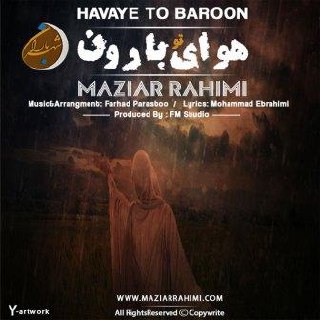 HAVAYE TO BAROON
هوای تو بارون
MAZIAR RAHIMI
Music&Arrangment: Farhad Parasboo / Lyrics: Mohammad Ebrahimi
Produced By : FM Studio
WWW.MAZIARRAHIMI.COM
All RightsReserved © Copywrite
Y-artwork